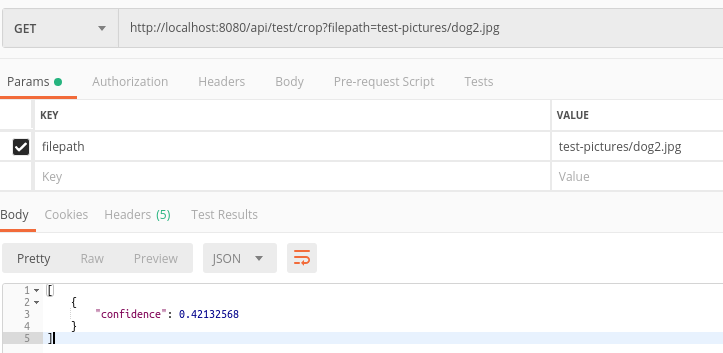 GET http://localhost:8080/api/test/crop?filepath=test-pictures/dog2.jpg
Params Authorization Headers Body Pre-request Script Tests
KEY VALUE
filepath test-pictures/dog2.jpg
Key Value
Body Cookies Headers (5) Test Results
Pretty Raw Preview JSON
1 [
2 {
3 "confidence": 0.42132568
4 }
5 ]